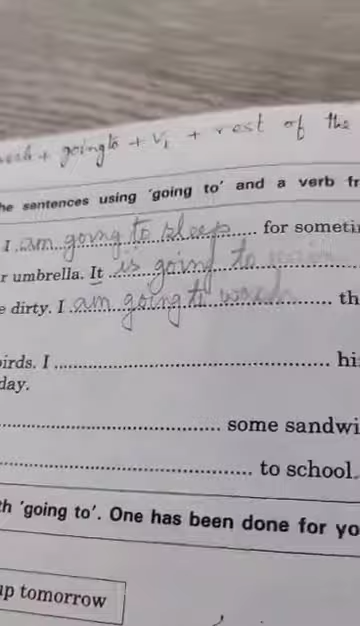 + going to + V1 + rest of the
he sentences using 'going to' and a verb fr
I am going to sleep for someti
r umbrella. It is going to
e dirty. I am going to wash th
birds. I hi
day.
some sandwi
to school.
th 'going to'. One has been done for yo
up tomorrow